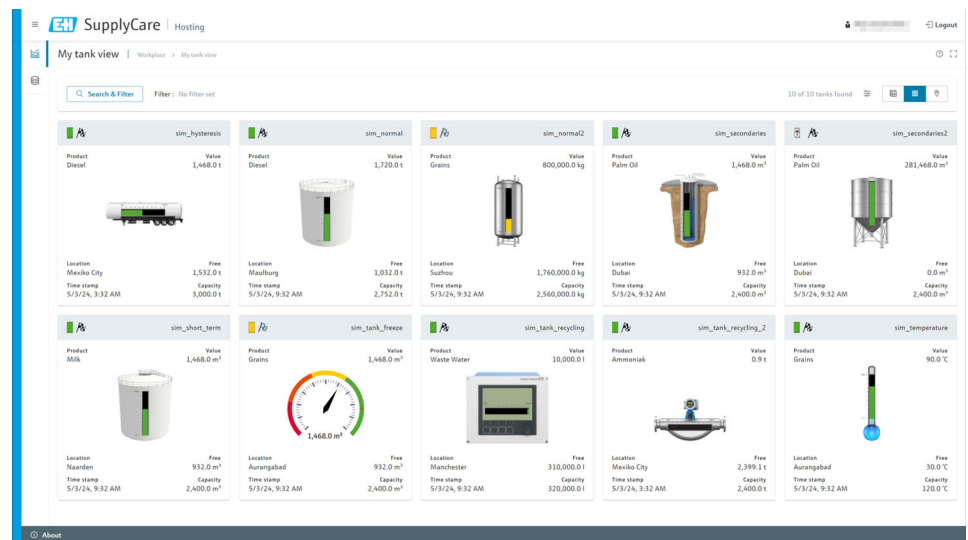 EH SupplyCare Hosting Logout
My tank view Workplace > My tank view
Search & Filter Filter : No filter set 10 of 10 tanks found
sim_hysteresis
Product Value
Diesel 1,468.0 t
Location Free
Mexiko City 1,532.0 t
Time stamp Capacity
5/3/24, 3:32 AM 3,000.0 t
sim_normal
Product Value
Diesel 1,720.0 t
Location Free
Maulburg 1,032.0 t
Time stamp Capacity
5/3/24, 9:32 AM 2,752.0 t
sim_normal2
Product Value
Grains 800,000.0 kg
Location Free
Suzhou 1,760,000.0 kg
Time stamp Capacity
5/3/24, 9:32 AM 2,560,000.0 kg
sim_secondaries
Product Value
Palm Oil 1,468.0 m³
Location Free
Dubai 932.0 m³
Time stamp Capacity
5/3/24, 9:32 AM 2,400.0 m³
sim_secondaries2
Product Value
Palm Oil 281,468.0 m³
Location Free
Dubai 0.0 m³
Time stamp Capacity
5/3/24, 9:32 AM 2,400.0 m³
sim_short_term
Product Value
Milk 1,468.0 m³
Location Free
Naarden 932.0 m³
Time stamp Capacity
5/3/24, 9:32 AM 2,400.0 m³
sim_tank_freeze
Product Value
Grains 1,468.0 m³
1,468.0 m³
Location Free
Aurangabad 932.0 m³
Time stamp Capacity
5/3/24, 9:32 AM 2,400.0 m³
sim_tank_recycling
Product Value
Waste Water 10,000.0 l
Location Free
Manchester 310,000.0 l
Time stamp Capacity
5/3/24, 9:32 AM 320,000.0 l
sim_tank_recycling_2
Product Value
Ammoniak 0.9 t
Location Free
Mexiko City 2,399.1 t
Time stamp Capacity
5/3/24, 3:32 AM 2,400.0 t
sim_temperature
Product Value
Grains 90.0 °C
Location Free
Aurangabad 30.0 °C
Time stamp Capacity
5/3/24, 9:32 AM 120.0 °C
About